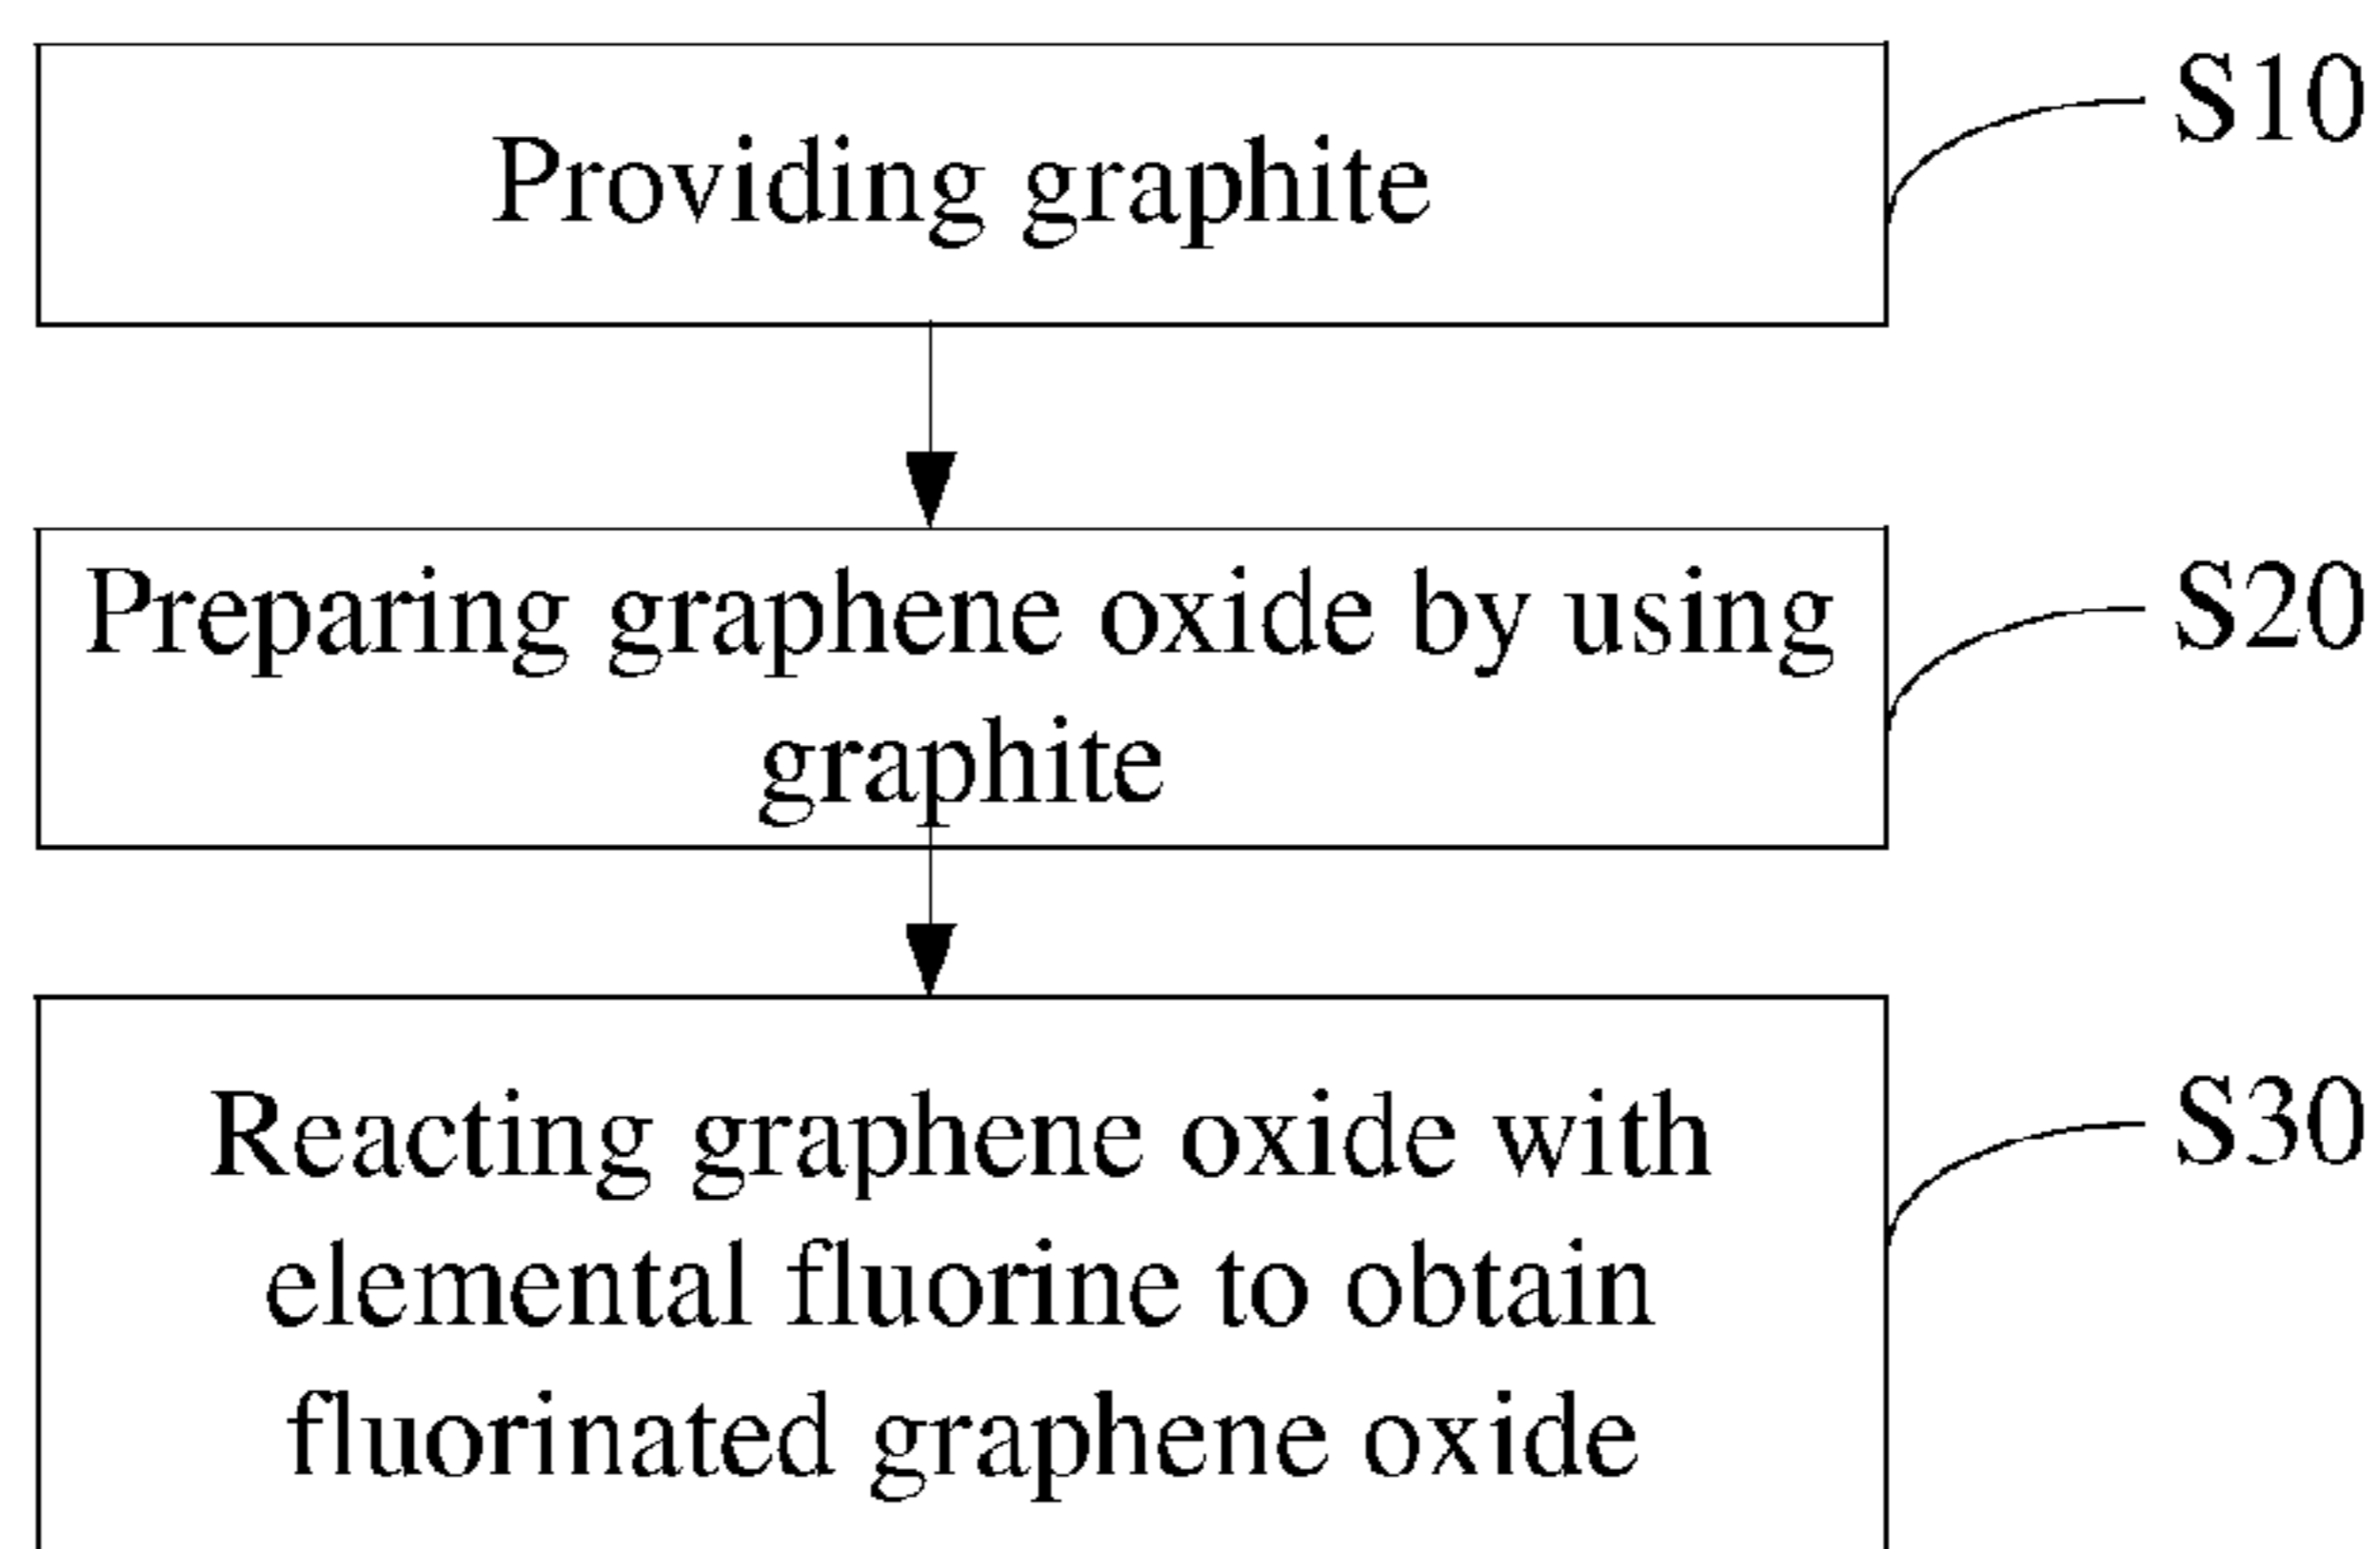 Providing graphite
S10
Preparing graphene oxide by using
graphite
S20
Reacting graphene oxide with
elemental fluorine to obtain
fluorinated graphene oxide
S30